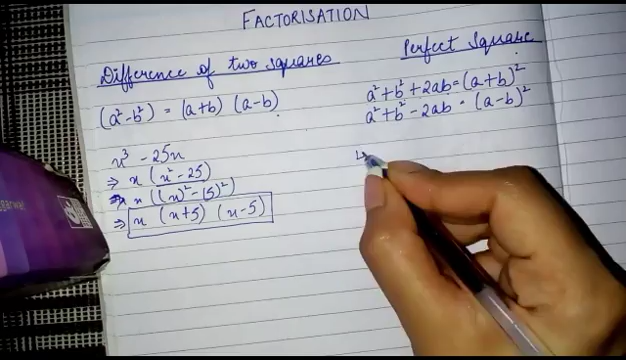 FACTORISATION
Difference of two squares
(a²-b²) = (a+b) (a-b)
x³ - 25x
⇒ x (x² - 25)
⇒ x ((x)² - (5)²)
⇒ x (x+5) (x-5)
Perfect Square
a² + b² + 2ab = (a+b)²
a² + b² - 2ab = (a-b)²